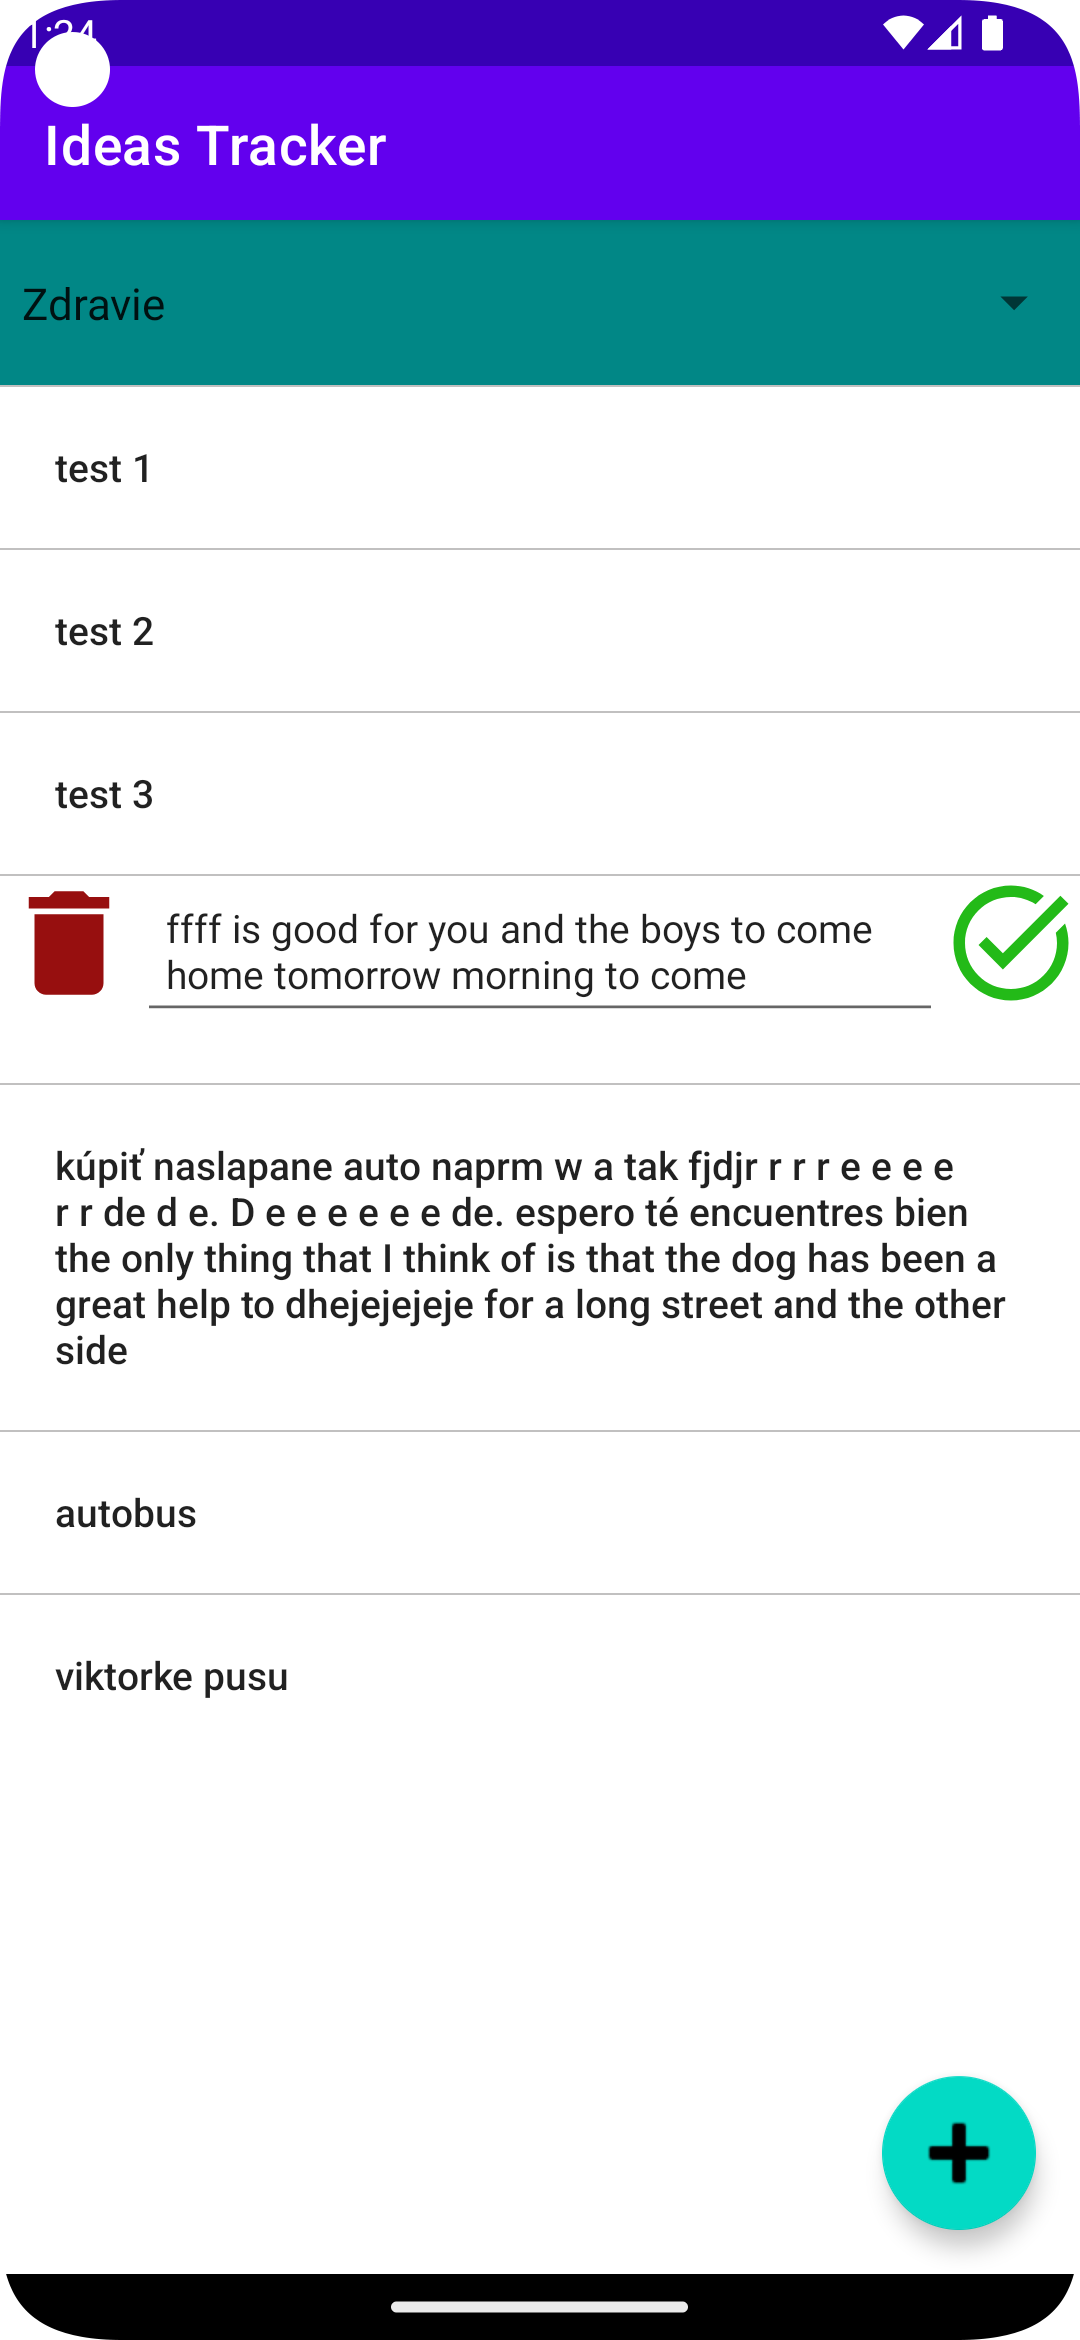 Ideas Tracker
Zdravie
test 1
test 2
test 3
ffff is good for you and the boys to come
home tomorrow morning to come
kúpiť naslapane auto naprm w a tak fjdjr r r r e e e e
r r de d e. D e e e e e e de. espero té encuentres bien
the only thing that I think of is that the dog has been a
great help to dhejejejeje for a long street and the other
side
autobus
viktorke pusu